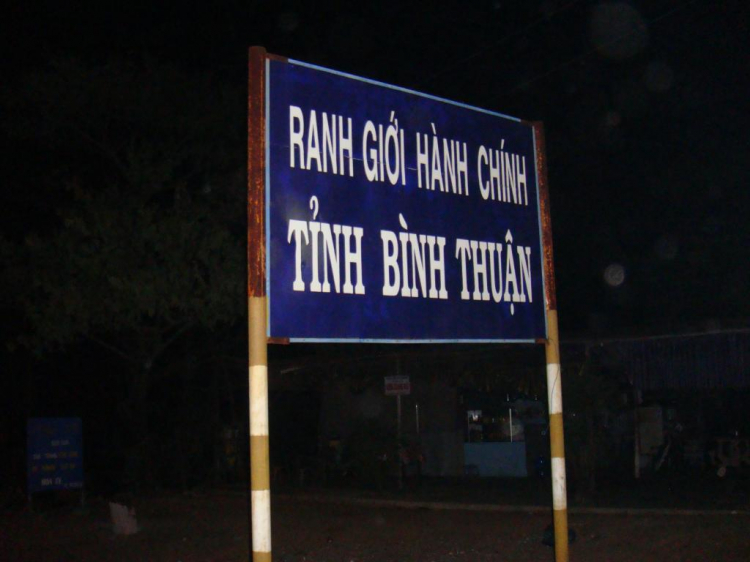 RANH GIỚI HÀNH CHÍNH
TỈNH BÌNH THUẬN